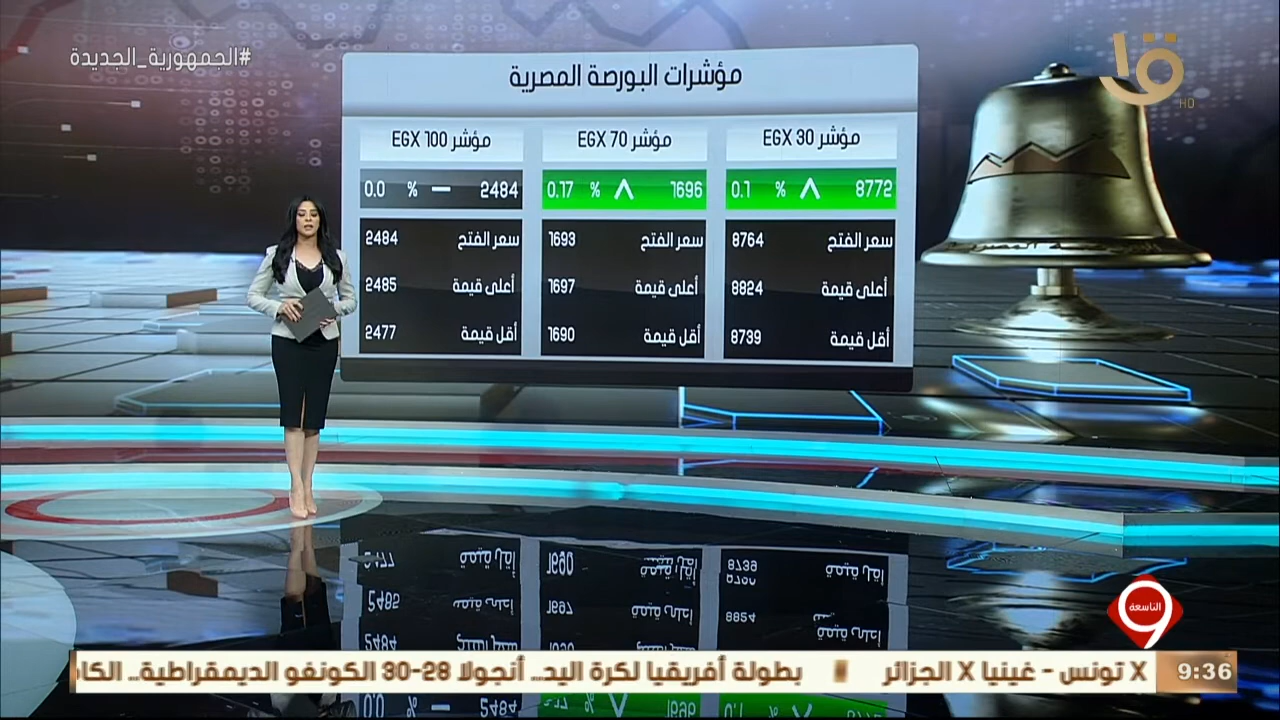 #الجمهورية_الجديدة
HD
مؤشرات البورصة المصرية
مؤشر EGX 30
8772 % 0.1
سعر الفتح 8764
أعلى قيمة 8824
أقل قيمة 8739
مؤشر EGX 70
1696 % 0.17
سعر الفتح 1693
أعلى قيمة 1697
أقل قيمة 1690
مؤشر EGX 100
2484 % 0.0
سعر الفتح 2484
أعلى قيمة 2485
أقل قيمة 2477
التاسعة
9
9:36
X تونس - غينيا X الجزائر
بطولة أفريقيا لكرة اليد.. أنجولا 28-30 الكونغو الديمقراطية.. الكا